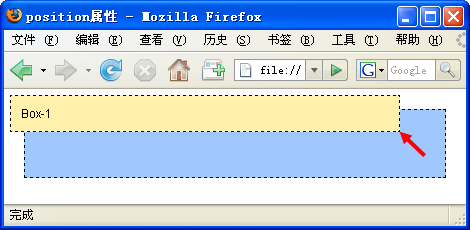 position属性 - Mozilla Firefox
文件 (F) 编辑 (E) 查看 (V) 历史 (S) 书签 (B) 工具 (T) 帮助 (H)
file:// G Google
Box-1
完成